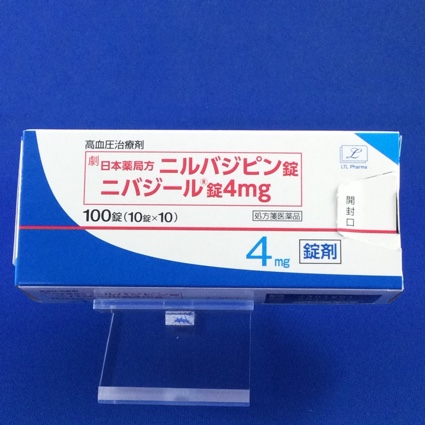 高血圧治療剤
劇 日本薬局方 ニルバジピン錠
ニバジール®錠4mg
100錠(10錠×10)
処方箋医薬品
4mg 錠剤
L
LTL Pharma
開封口